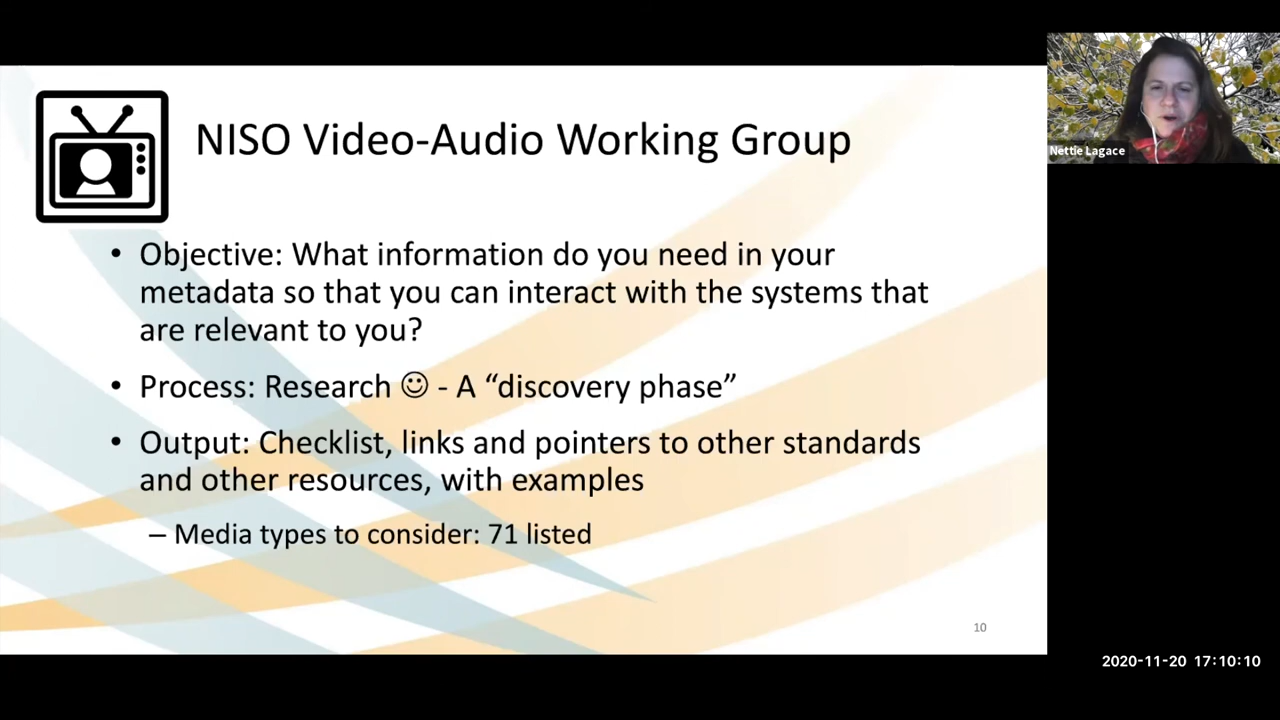 NISO Video-Audio Working Group
• Objective: What information do you need in your
metadata so that you can interact with the systems that
are relevant to you?
• Process: Research ☺ - A “discovery phase”
• Output: Checklist, links and pointers to other standards
and other resources, with examples
– Media types to consider: 71 listed
10
Nettie Lagace
2020-11-20 17:10:10